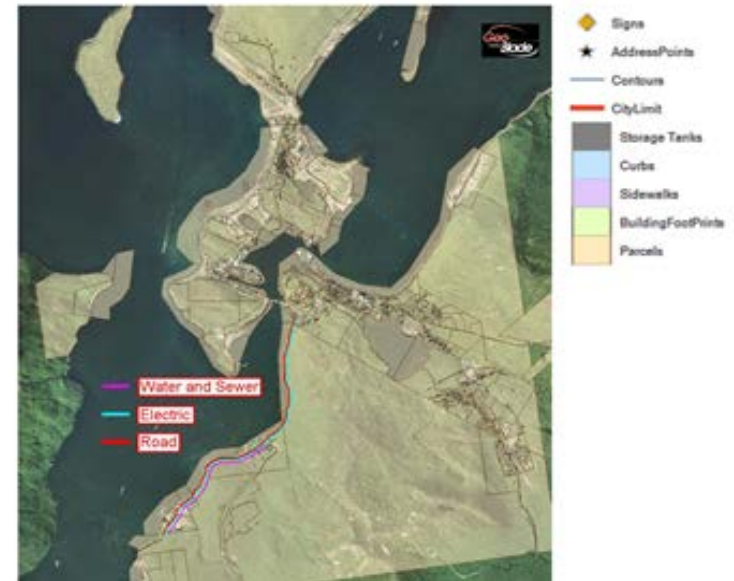 Signs
AddressPoints
Contours
CityLimit
Storage Tanks
Curbs
Sidewalks
BuildingFootPrints
Parcels
Water and Sewer
Electric
Road